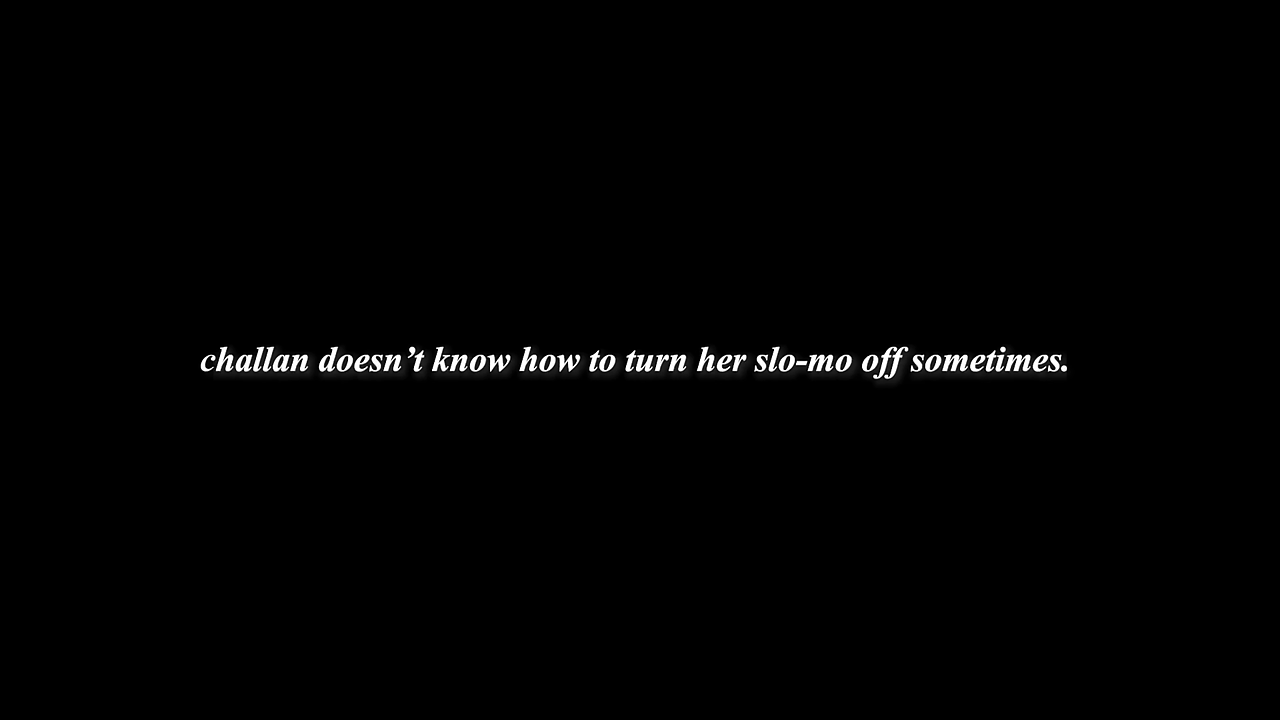 challan doesn’t know how to turn her slo-mo off sometimes.